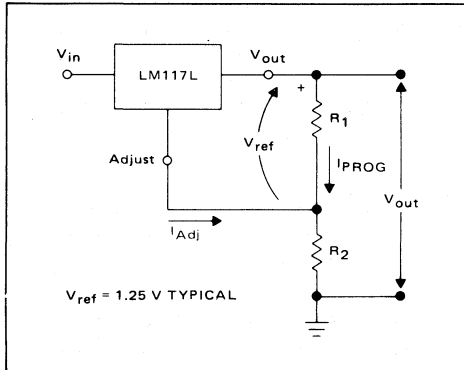 Vin
LM117L
Vout
+
R1
Vref
IPROG
Adjust
Vout
IAdj
R2
Vref = 1.25 V TYPICAL